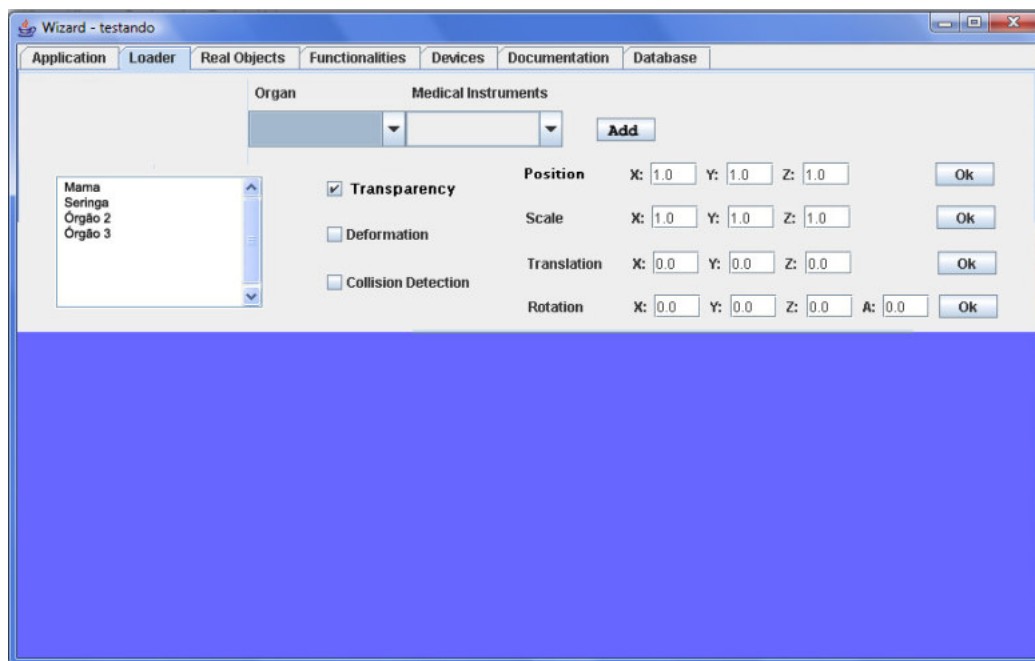 Wizard - testando
Application Loader Real Objects Functionalities Devices Documentation Database
Organ Medical Instruments
Add
Mama
Seringa
Órgão 2
Órgão 3
Transparency
Deformation
Collision Detection
Position X: 1.0 Y: 1.0 Z: 1.0 Ok
Scale X: 1.0 Y: 1.0 Z: 1.0 Ok
Translation X: 0.0 Y: 0.0 Z: 0.0 Ok
Rotation X: 0.0 Y: 0.0 Z: 0.0 A: 0.0 Ok